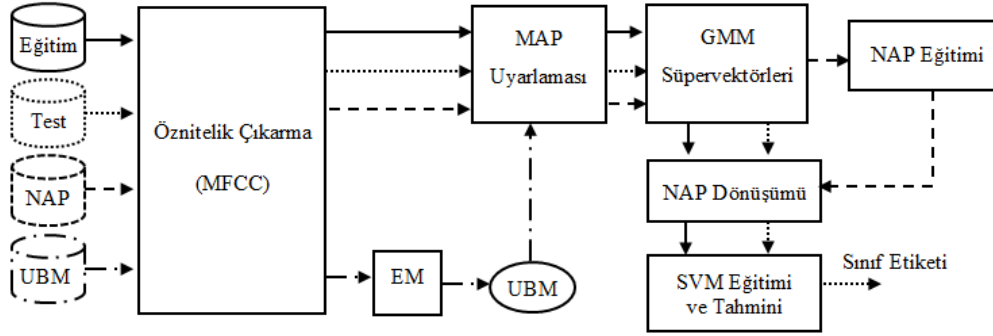 Eğitim
Test
NAP
UBM
Öznitelik Çıkarma
(MFCC)
EM
UBM
MAP
Uyarlaması
GMM
Süpervektörleri
NAP Eğitimi
NAP Dönüşümü
SVM Eğitimi
ve Tahmini
Sınıf Etiketi